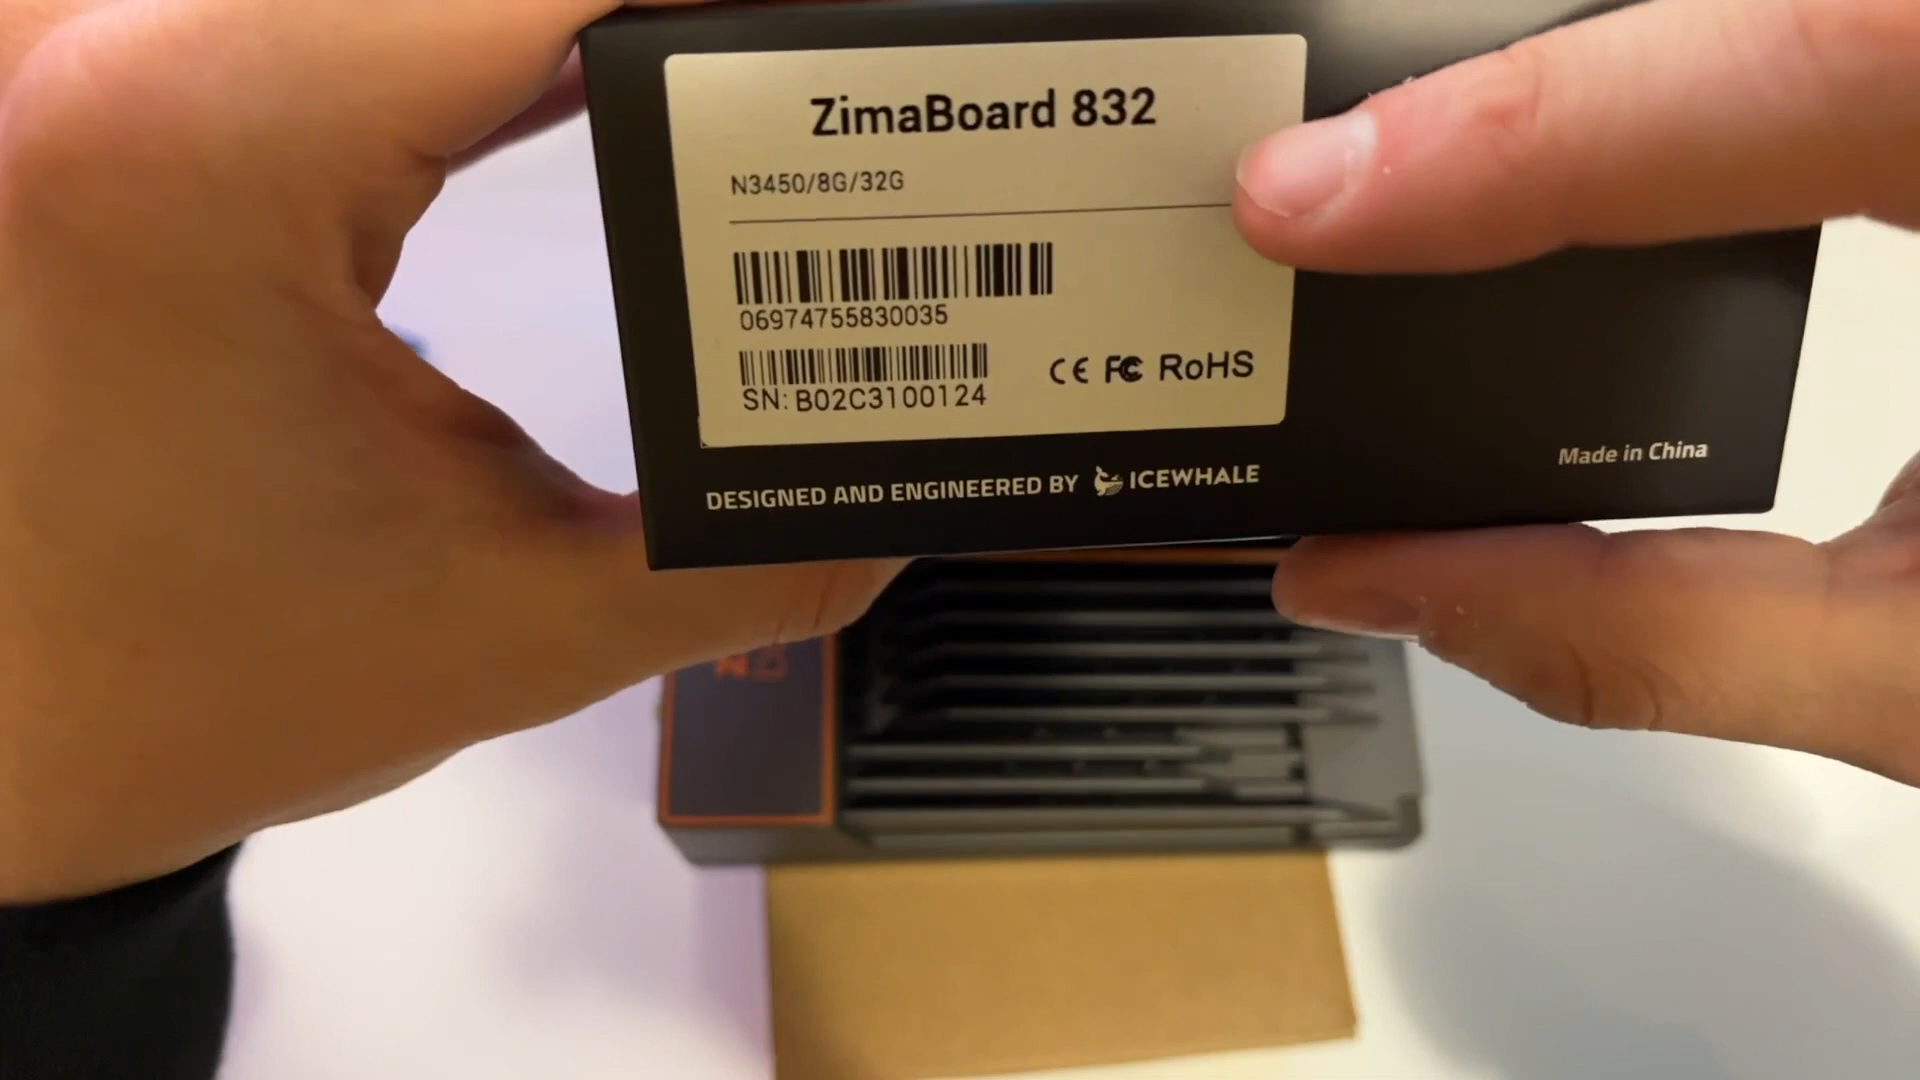 ZimaBoard 832
N3450/8G/32G
06974755830035
SN: B02C3100124
CE FC RoHS
DESIGNED AND ENGINEERED BY ICEWHALE
Made in China